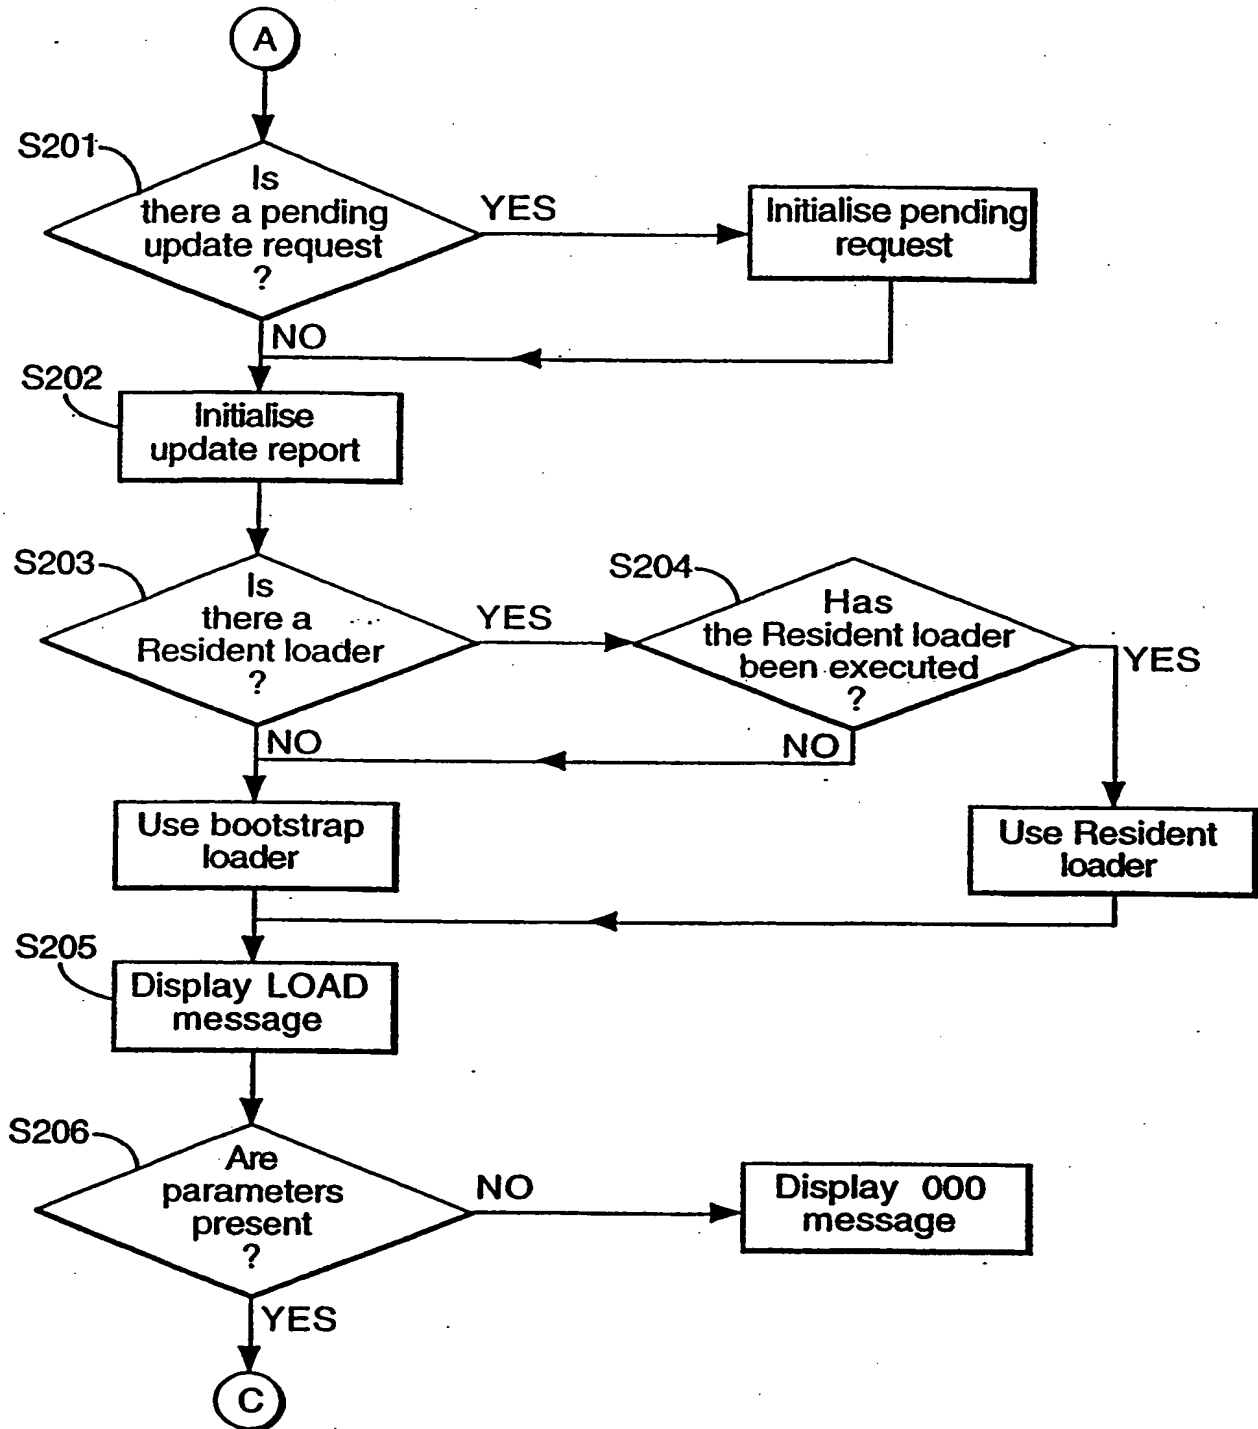 A
S201
Is
there a pending
update request
?
YES
Initialise pending
request
NO
S202
Initialise
update report
S203
Is
there a
Resident loader
?
YES
S204
Has
the Resident loader
been executed
?
YES
NO
NO
Use bootstrap
loader
Use Resident
loader
S205
Display LOAD
message
S206
Are
parameters
present
?
NO
Display 000
message
YES
C